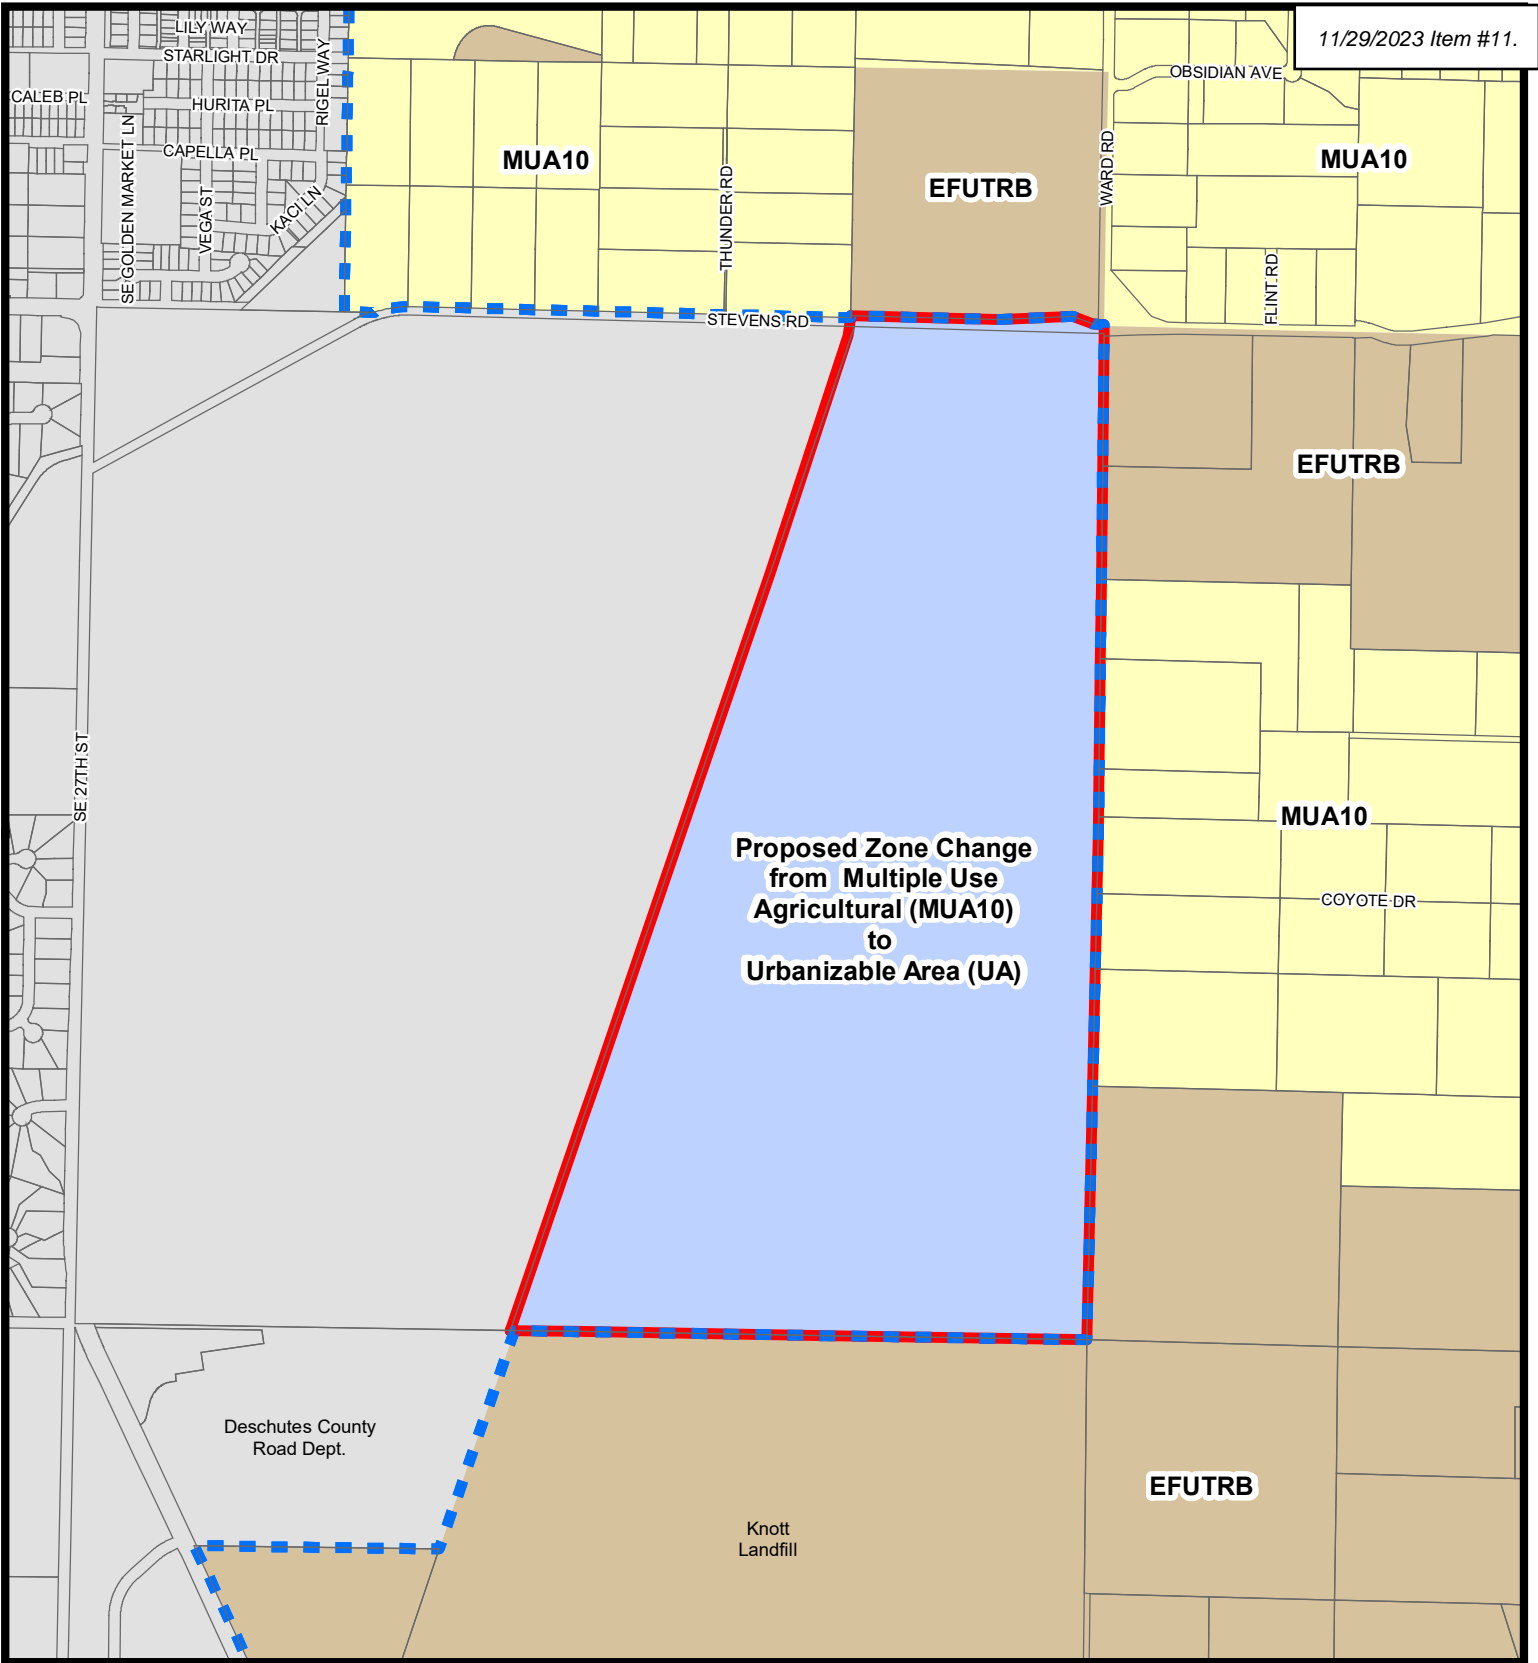 11/29/2023 Item #11.
LILY WAY
STARLIGHT DR
RIGEL WAY
CALEB PL
HURITA PL
SE GOLDEN MARKET LN
CAPELLA PL
VEGA ST
KACI LN
MUA10
THUNDER RD
EFUTRB
WARD RD
OBSIDIAN AVE
MUA10
FLINT RD
STEVENS RD
EFUTRB
SE 27TH ST
Proposed Zone Change
from Multiple Use
Agricultural (MUA10)
to
Urbanizable Area (UA)
MUA10
COYOTE DR
Deschutes County
Road Dept.
Knott
Landfill
EFUTRB